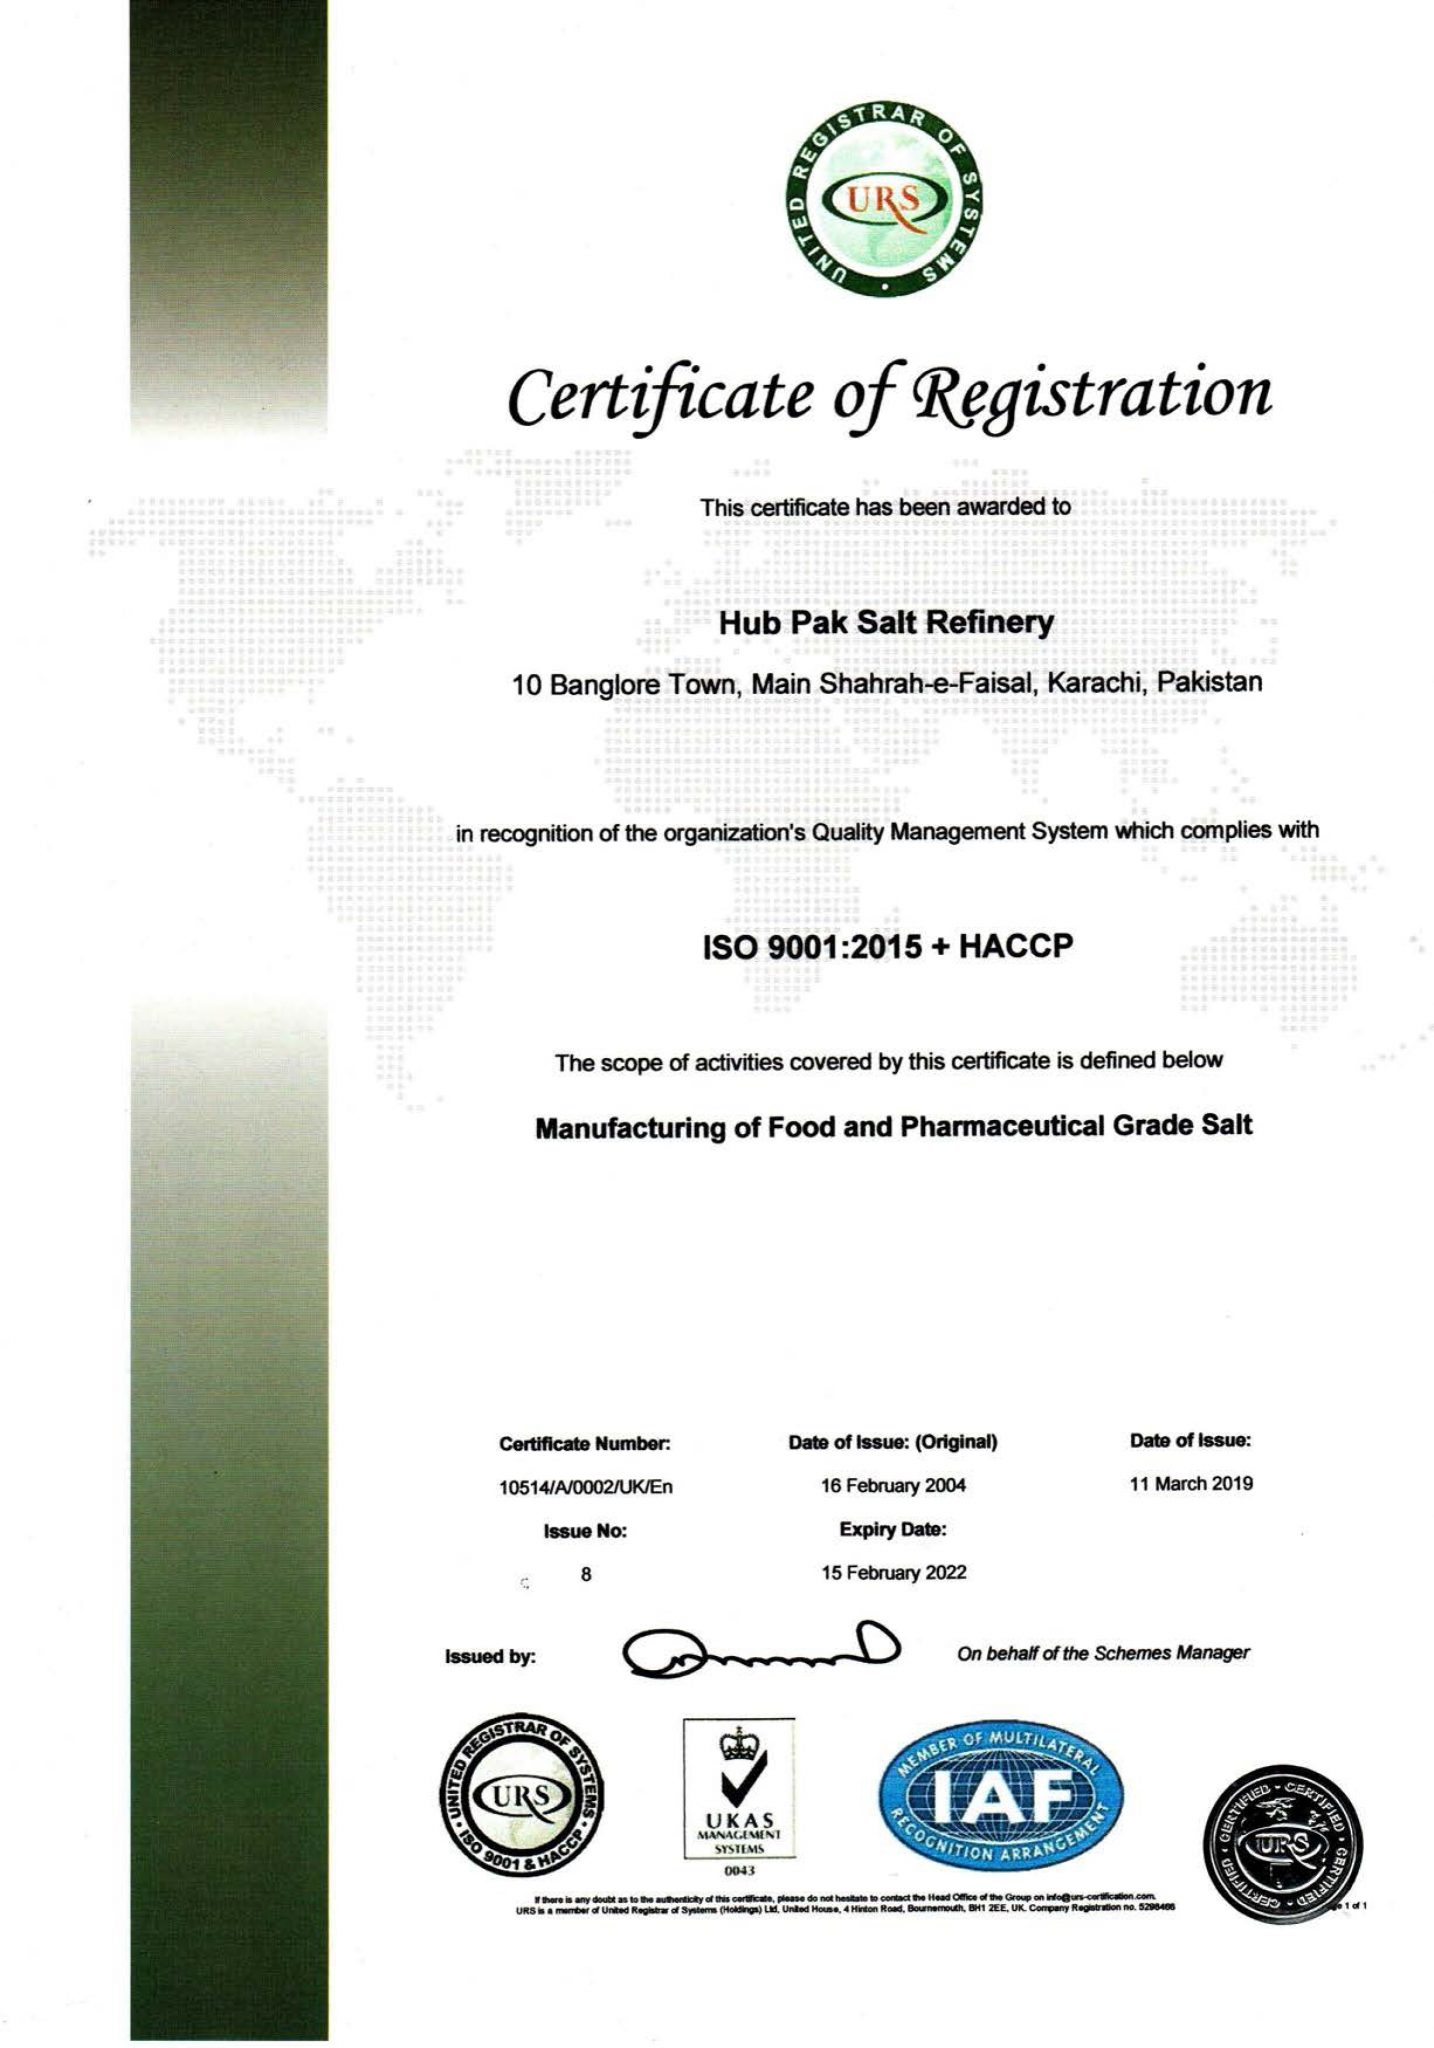 UNITED REGISTRAR OF SYSTEMS
URS
Certificate of Registration
This certificate has been awarded to
Hub Pak Salt Refinery
10 Banglore Town, Main Shahrah-e-Faisal, Karachi, Pakistan
in recognition of the organization's Quality Management System which complies with
ISO 9001:2015 + HACCP
The scope of activities covered by this certificate is defined below
Manufacturing of Food and Pharmaceutical Grade Salt
Certificate Number: Date of Issue: (Original) Date of Issue:
10514/A/0002/UK/En 16 February 2004 11 March 2019
Issue No: Expiry Date:
8 15 February 2022
Issued by: On behalf of the Schemes Manager
UNITED REGISTRAR OF SYSTEMS
URS
ISO 9001 & HACCP
UKAS
MANAGEMENT
SYSTEMS
0043
MEMBER OF MULTILATERAL
IAF
RECOGNITION ARRANGEMENT
CERTIFIED · CERTIFIED · CERTIFIED · CERTIFIED
URS
If there is any doubt as to the authenticity of this certificate, please do not hesitate to contact the Head Office of the Group on info@urs-certification.com.
URS is a member of United Registrar of Systems (Holdings) Ltd, United House, 4 Hinton Road, Bournemouth, BH1 2EE, UK. Company Registration no. 5298466
1 of 1